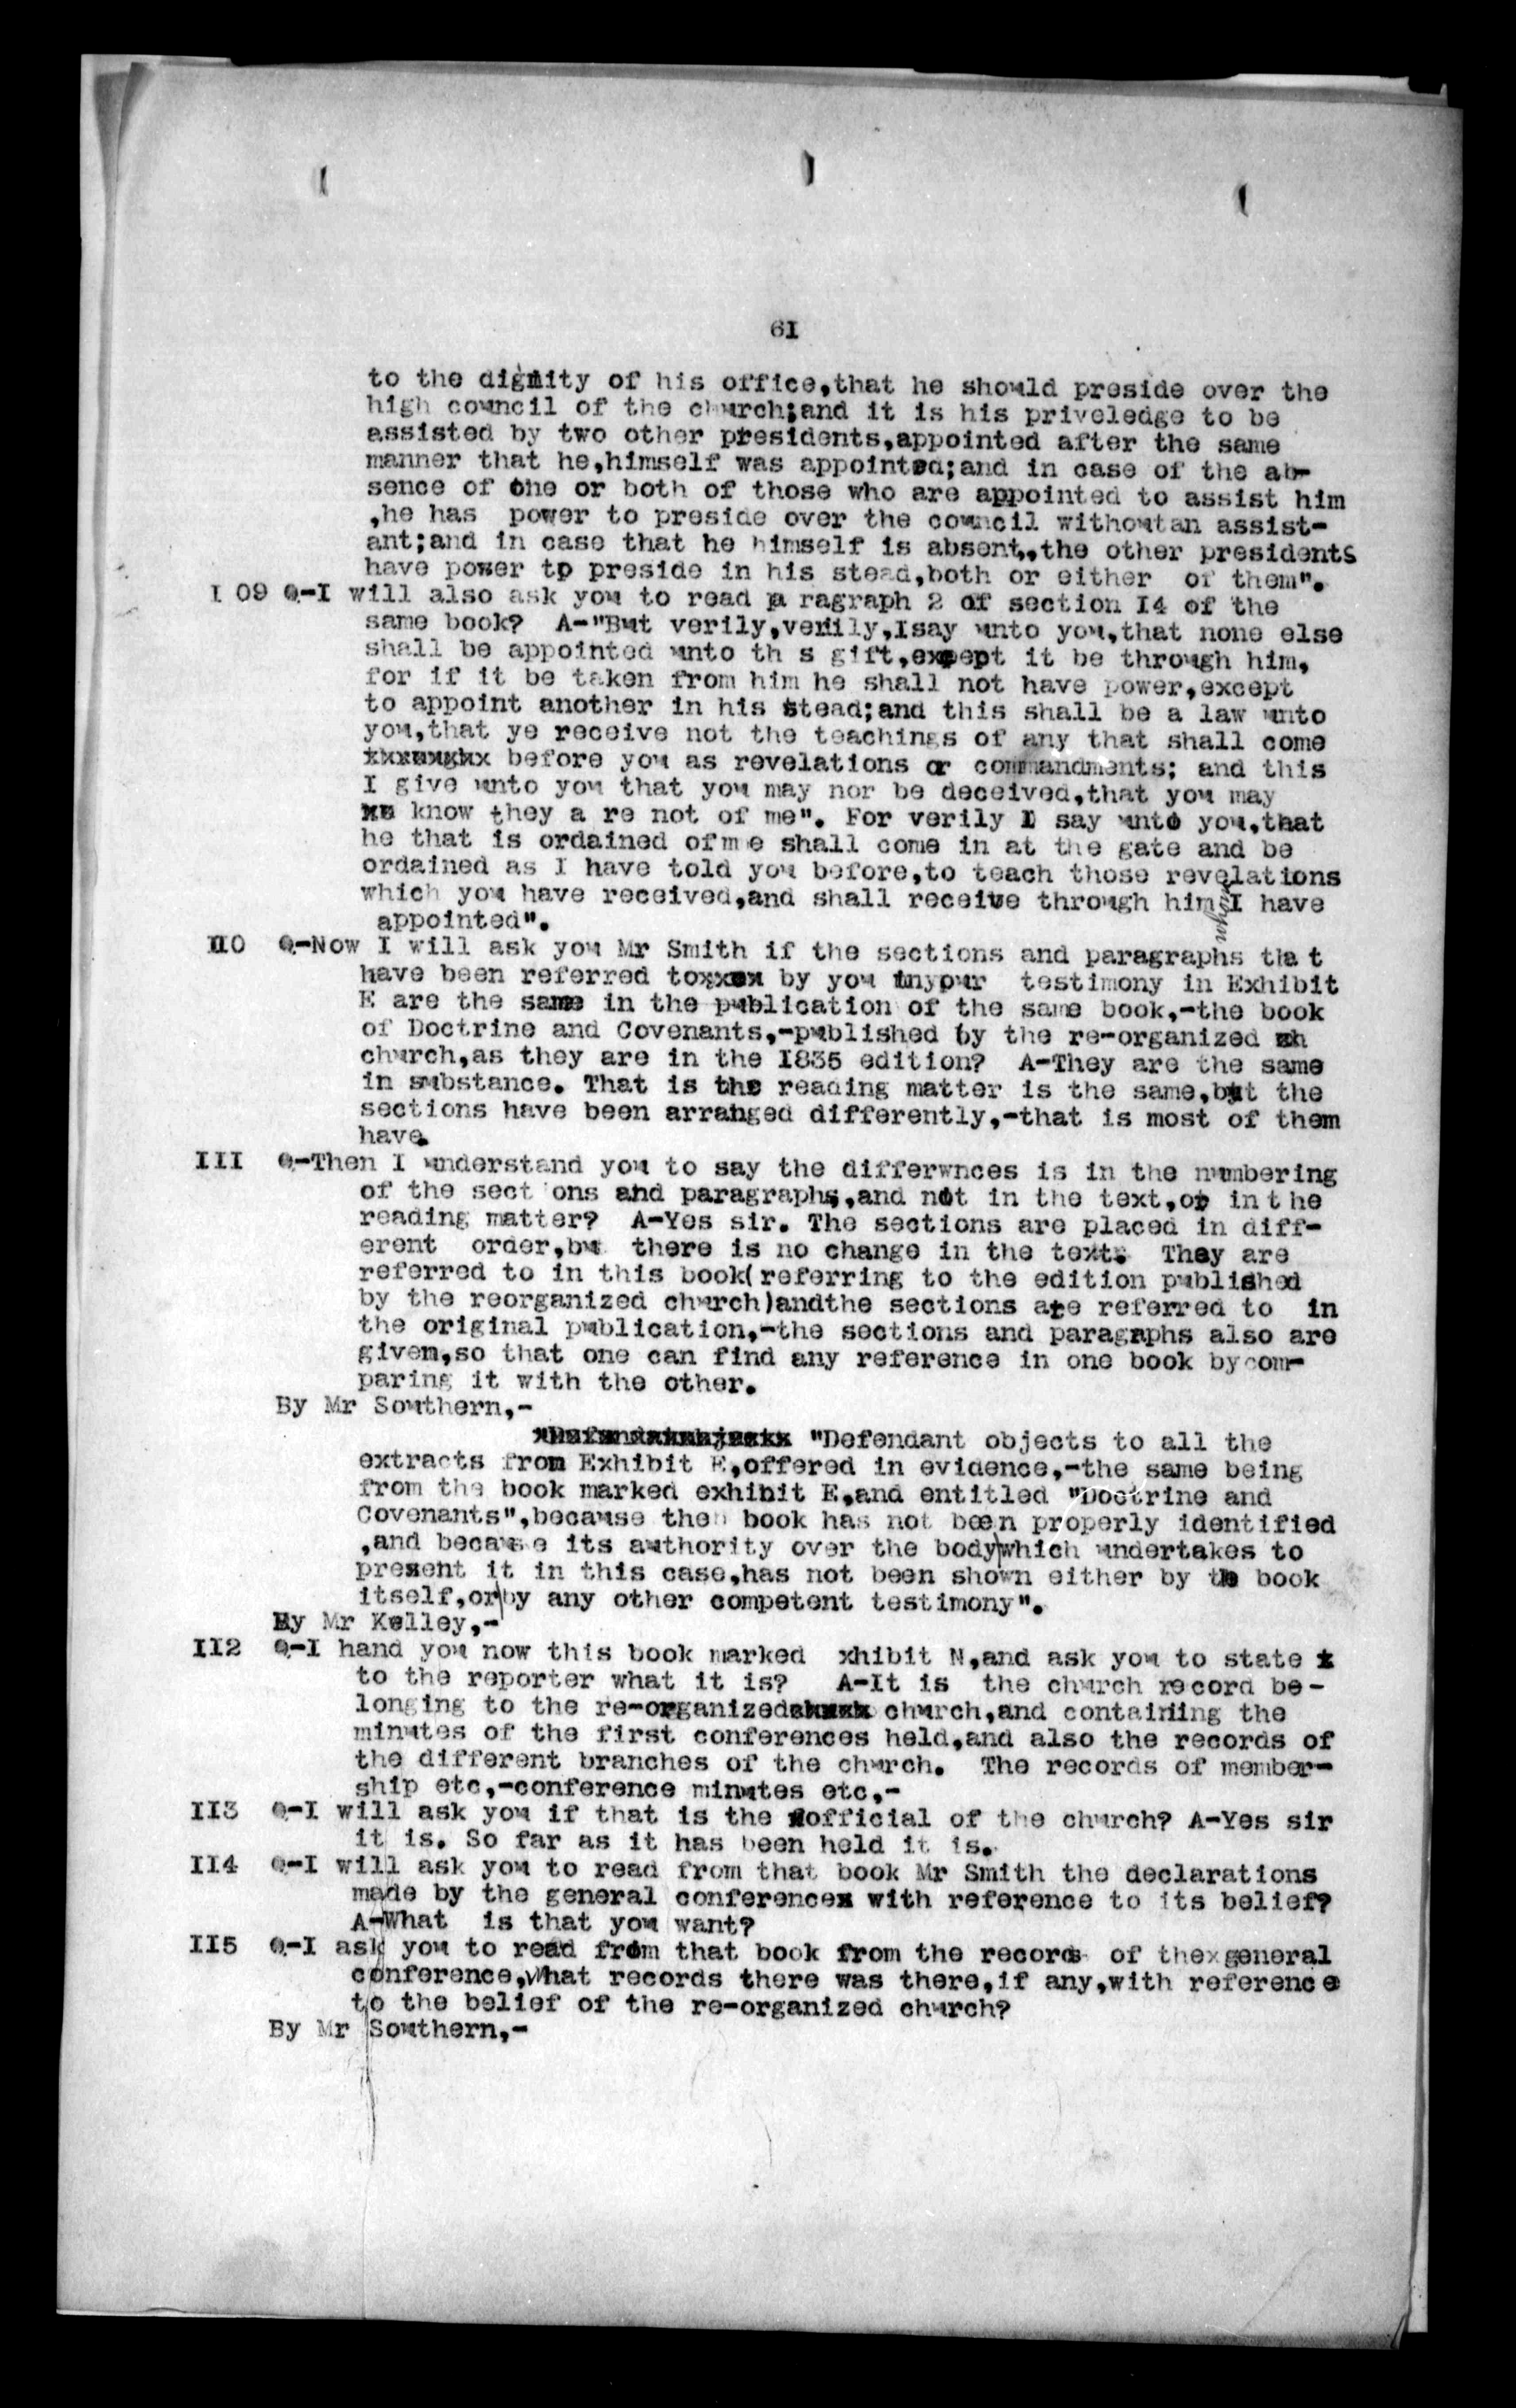 61
to the dignity of his office,that he should preside over the
high council of the church;and it is his priveledge to be
assisted by two other presidents,appointed after the same
manner that he,himself was appointed;and in case of the ab-
sence of one or both of those who are appointed to assist him
,he has power to preside over the council withoutan assist-
ant;and in case that he himself is absent,,the other presidents
have power to preside in his stead,both or either of them".
I 09 Q-I will also ask you to read pa ragraph 2 of section I4 of the
same book? A-"But verily,verily,Isay unto you,that none else
shall be appointed unto th s gift,except it be through him,
for if it be taken from him he shall not have power,except
to appoint another in his stead;and this shall be a law unto
you,that ye receive not the teachings of any that shall come
before you as revelations or commandments; and this
I give unto you that you may nor be deceived,that you may
know they a re not of me". For verily I say unto you,that
he that is ordained ofm e shall come in at the gate and be
ordained as I have told you before,to teach those revelations
which you have received,and shall receive through him whom I have
appointed".
II0 Q-Now I will ask you Mr Smith if the sections and paragraphs that
have been referred to by you inyour testimony in Exhibit
E are the same in the publication of the same book,-the book
of Doctrine and Covenants,-published by the re-organized
church,as they are in the I835 edition? A-They are the same
in substance. That is the reading matter is the same,but the
sections have been arranged differently,-that is most of them
have.
III Q-Then I understand you to say the differwnces is in the numbering
of the sect ons and paragraphs,and not in the text,or in t he
reading matter? A-Yes sir. The sections are placed in diff-
erent order,bu there is no change in the text. They are
referred to in this book(referring to the edition published
by the reorganized church)andthe sections are referred to in
the original publication,-the sections and paragraphs also are
given,so that one can find any reference in one book bycom-
paring it with the other.
By Mr Southern,-
"Defendant objects to all the
extracts from Exhibit E,offered in evidence,-the same being
from the book marked exhibit E,and entitled "Doctrine and
Covenants",because the book has not been properly identified
,and because its authority over the body which undertakes to
present it in this case,has not been shown either by the book
itself,or by any other competent testimony".
By Mr Kelley,-
II2 Q-I hand you now this book marked xhibit N,and ask you to state
to the reporter what it is? A-It is the church record be-
longing to the re-organized church,and containing the
minutes of the first conferences held,and also the records of
the different branches of the church. The records of member-
ship etc,-conference minutes etc,-
II3 Q-I will ask you if that is the official of the church? A-Yes sir
it is. So far as it has been held it is.
II4 Q-I will ask you to read from that book Mr Smith the declarations
made by the general conference with reference to its belief?
A-What is that you want?
II5 Q-I ask you to read from that book from the records of the general
conference,what records there was there,if any,with reference
to the belief of the re-organized church?
By Mr Southern,-